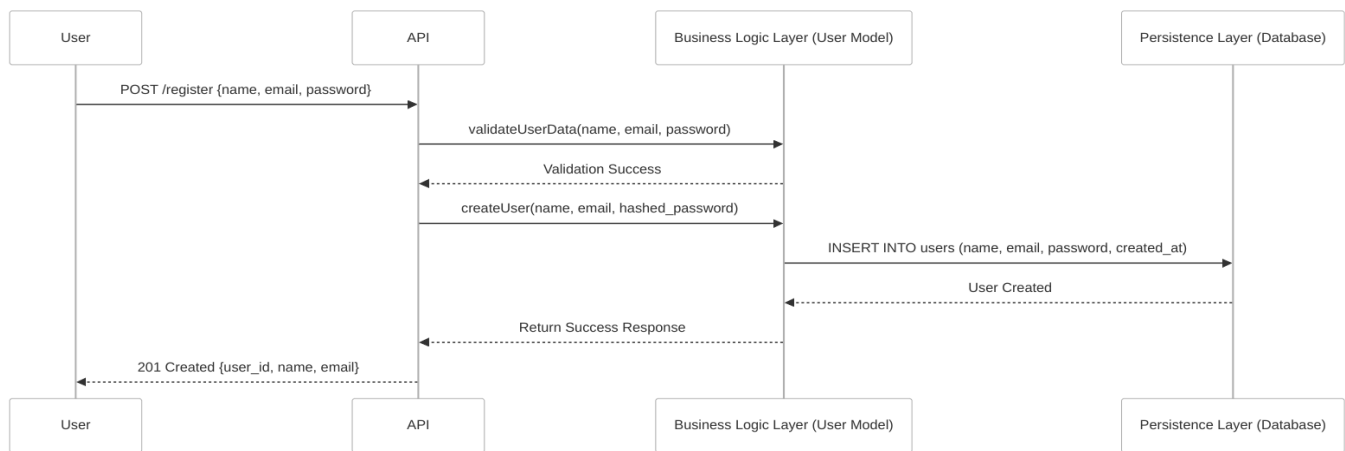 User
API
Business Logic Layer (User Model)
Persistence Layer (Database)
POST /register {name, email, password}
validateUserData(name, email, password)
Validation Success
createUser(name, email, hashed_password)
INSERT INTO users (name, email, password, created_at)
User Created
Return Success Response
201 Created {user_id, name, email}
User
API
Business Logic Layer (User Model)
Persistence Layer (Database)